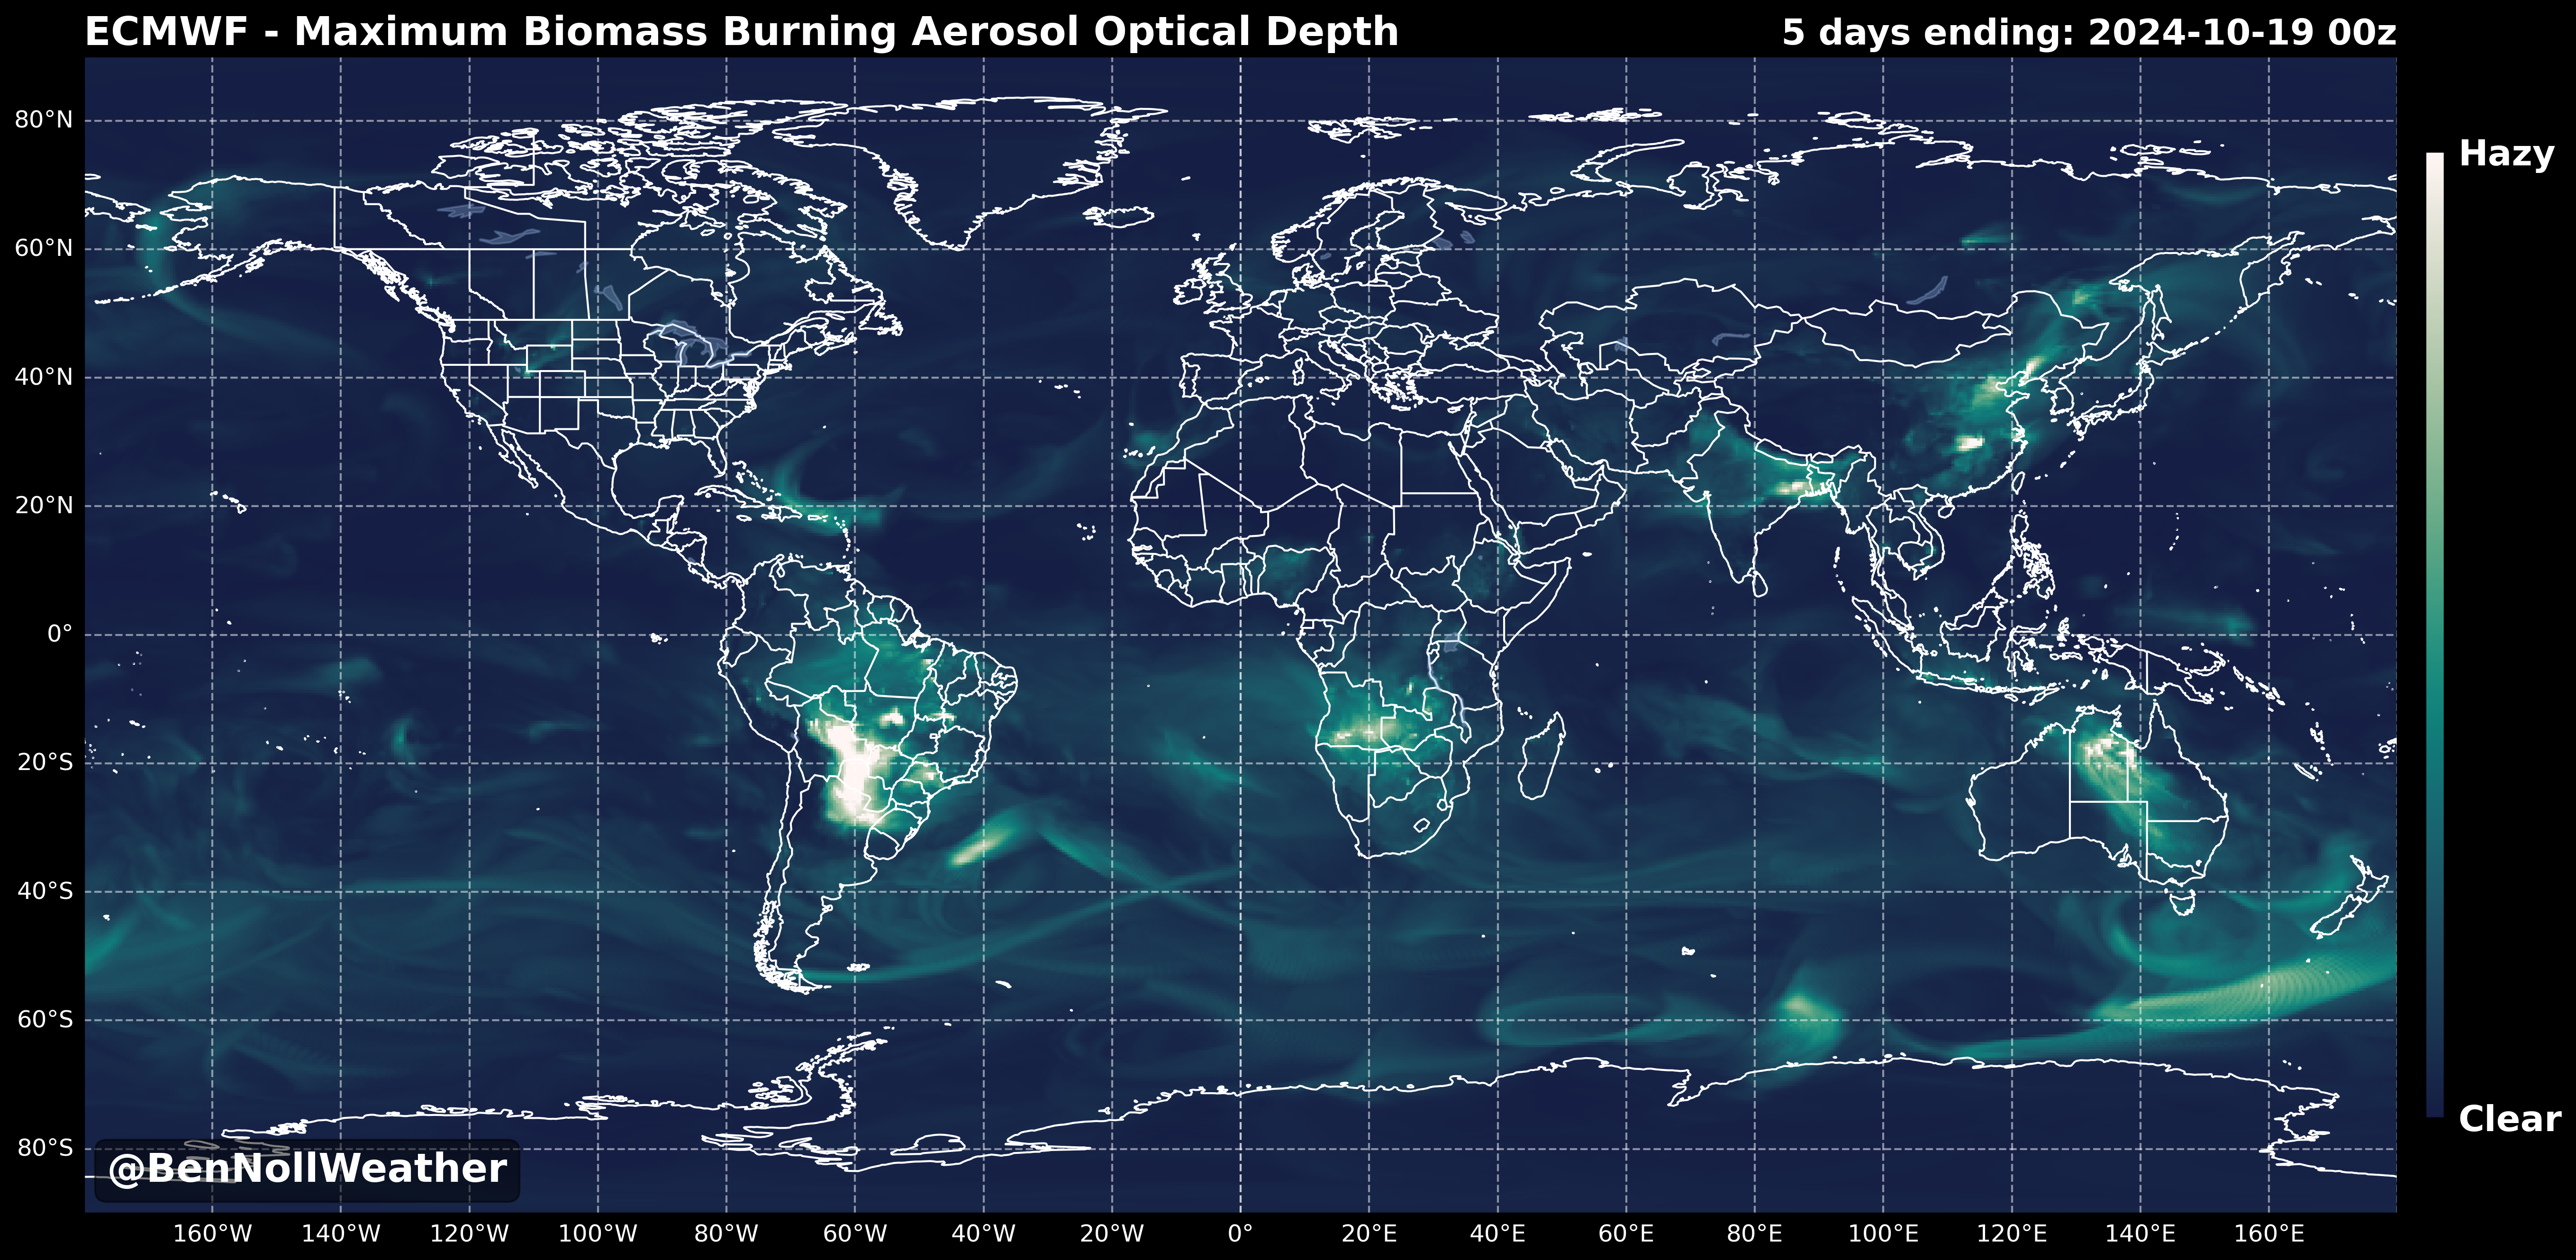 ECMWF - Maximum Biomass Burning Aerosol Optical Depth
5 days ending: 2024-10-19 00z
Hazy
Clear
80°N
60°N
40°N
20°N
0°
20°S
40°S
60°S
80°S
@BenNollWeather
160°W 140°W 120°W 100°W 80°W 60°W 40°W 20°W 0° 20°E 40°E 60°E 80°E 100°E 120°E 140°E 160°E